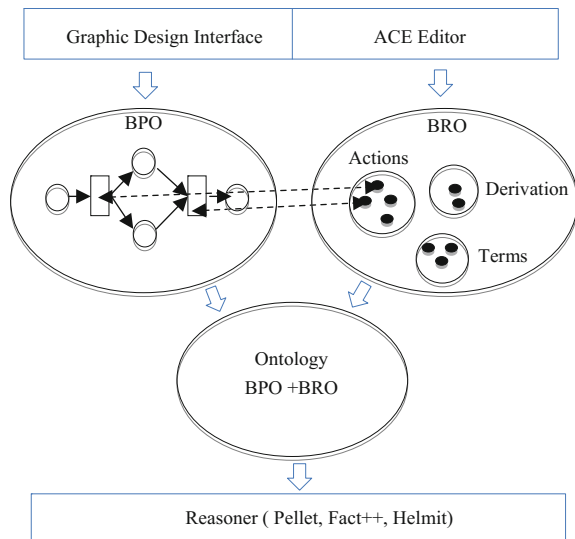 Graphic Design Interface
ACE Editor
BPO
BRO
Actions
Derivation
Terms
Ontology
BPO +BRO
Reasoner ( Pellet, Fact++, Helmit)